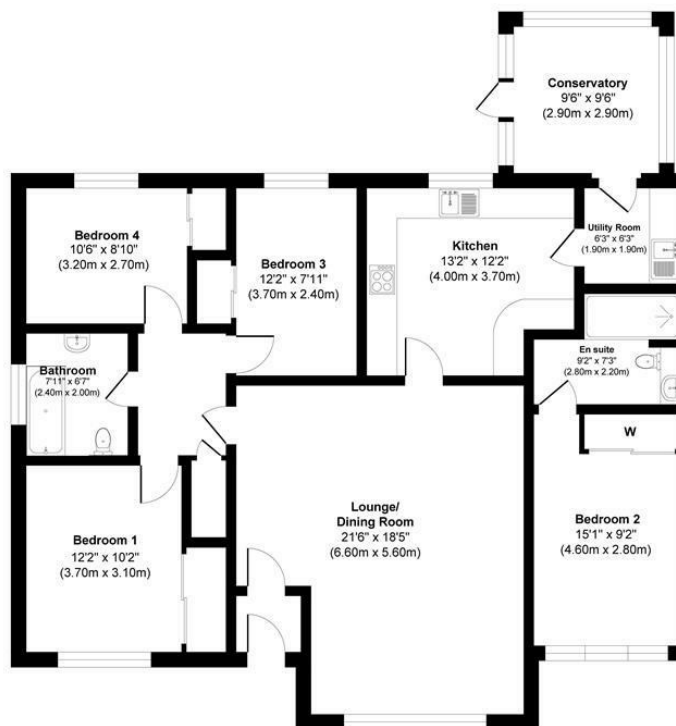 Conservatory
9'6" x 9'6"
(2.90m x 2.90m)
Bedroom 4
10'6" x 8'10"
(3.20m x 2.70m)
Bedroom 3
12'2" x 7'11"
(3.70m x 2.40m)
Kitchen
13'2" x 12'2"
(4.00m x 3.70m)
Utility Room
6'3" x 6'3"
(1.90m x 1.90m)
Bathroom
7'11" x 6'7"
(2.40m x 2.00m)
En suite
9'2" x 7'3"
(2.80m x 2.20m)
W
Bedroom 1
12'2" x 10'2"
(3.70m x 3.10m)
Lounge/
Dining Room
21'6" x 18'5"
(6.60m x 5.60m)
Bedroom 2
15'1" x 9'2"
(4.60m x 2.80m)